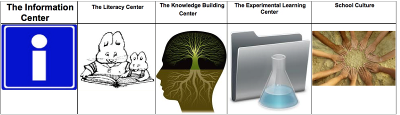 The Information
Center
The Literacy Center
The Knowledge Building
Center
The Experimental Learning
Center
School Culture
i